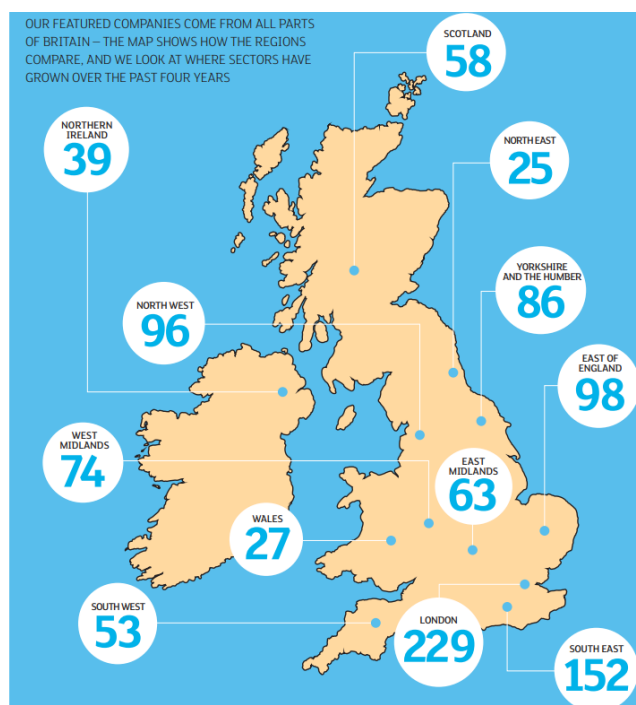 OUR FEATURED COMPANIES COME FROM ALL PARTS
OF BRITAIN – THE MAP SHOWS HOW THE REGIONS
COMPARE, AND WE LOOK AT WHERE SECTORS HAVE
GROWN OVER THE PAST FOUR YEARS
SCOTLAND
58
NORTHERN
IRELAND
39
NORTH EAST
25
YORKSHIRE
AND THE HUMBER
86
NORTH WEST
96
EAST OF
ENGLAND
98
WEST
MIDLANDS
74
EAST
MIDLANDS
63
WALES
27
SOUTH WEST
53
LONDON
229
SOUTH EAST
152